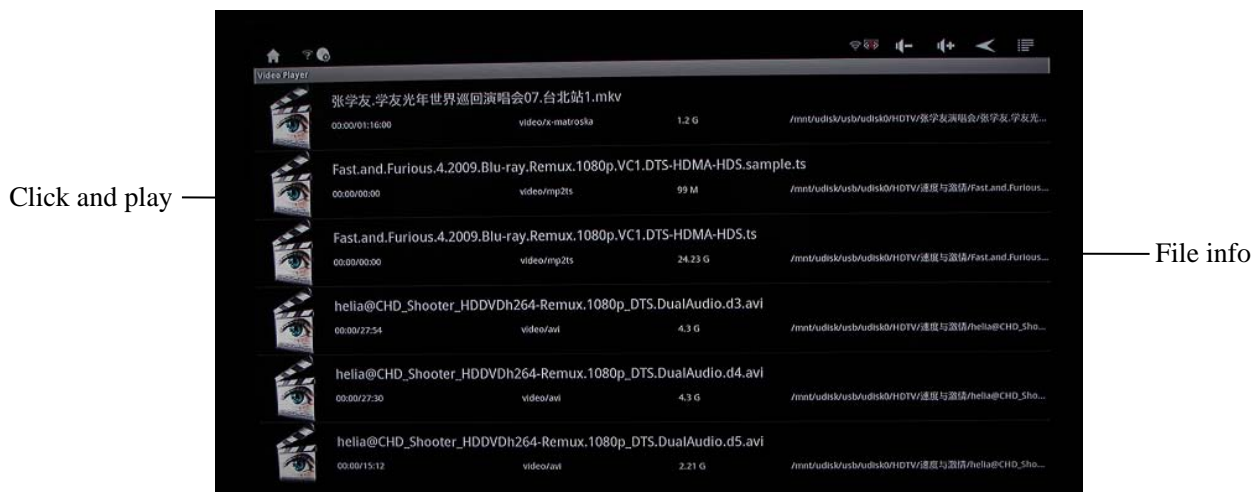 Video Player
张学友.学友光年世界巡回演唱会07.台北站1.mkv
00:00/01:16:00 video/x-matroska 1.2 G /mnt/udisk/usb/udisk0/HDTV/张学友演唱会/张学友.学友光...
Fast.and.Furious.4.2009.Blu-ray.Remux.1080p.VC1.DTS-HDMA-HDS.sample.ts
Click and play
00:00/00:00 video/mp2ts 99 M /mnt/udisk/usb/udisk0/HDTV/速度与激情/Fast.and.Furious...
Fast.and.Furious.4.2009.Blu-ray.Remux.1080p.VC1.DTS-HDMA-HDS.ts
File info
00:00/00:00 video/mp2ts 24.23 G /mnt/udisk/usb/udisk0/HDTV/速度与激情/Fast.and.Furious...
helia@CHD_Shooter_HDDVDh264-Remux.1080p_DTS.DualAudio.d3.avi
00:00/27:54 video/avi 4.3 G /mnt/udisk/usb/udisk0/HDTV/速度与激情/helia@CHD_Sho...
helia@CHD_Shooter_HDDVDh264-Remux.1080p_DTS.DualAudio.d4.avi
00:00/27:30 video/avi 4.3 G /mnt/udisk/usb/udisk0/HDTV/速度与激情/helia@CHD_Sho...
helia@CHD_Shooter_HDDVDh264-Remux.1080p_DTS.DualAudio.d5.avi
00:00/15:12 video/avi 2.21 G /mnt/udisk/usb/udisk0/HDTV/速度与激情/helia@CHD_Sho...